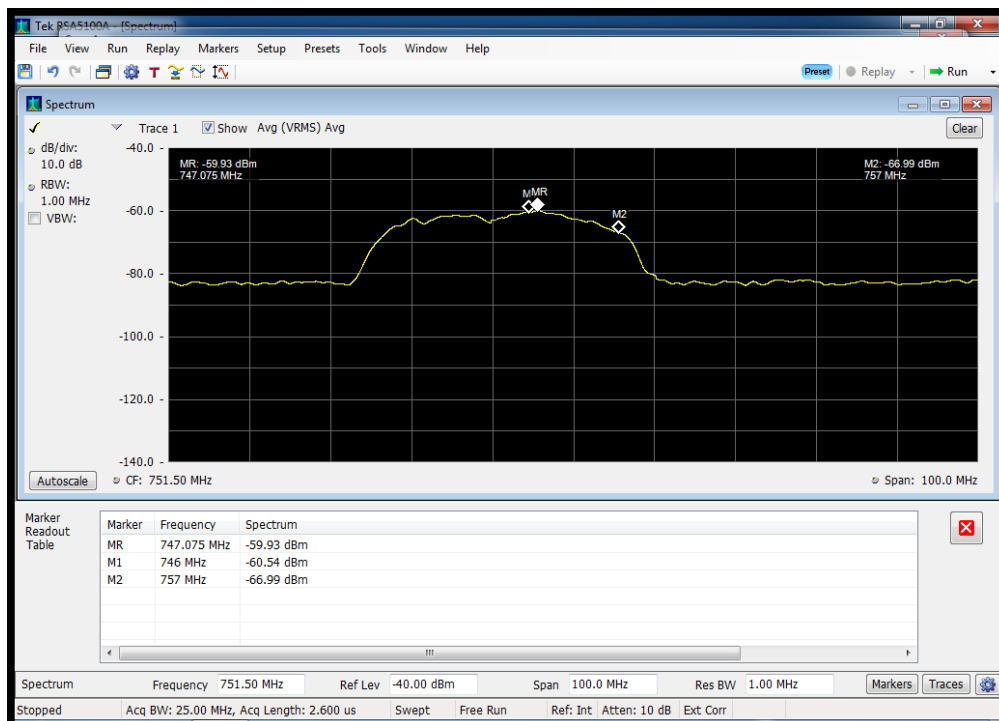 Tek RSA5100A - [Spectrum]
File View Run Replay Markers Setup Presets Tools Window Help
T Preset Replay Run
Spectrum
Trace 1 Show Avg (VRMS) Avg Clear
dB/div:
10.0 dB
RBW:
1.00 MHz
VBW:
-40.0
MR: -59.93 dBm
747.075 MHz
M2: -66.99 dBm
757 MHz
MR
M2
-60.0
-80.0
-100.0
-120.0
-140.0
Autoscale CF: 751.50 MHz Span: 100.0 MHz
Marker
Readout
Table
Marker Frequency Spectrum
MR 747.075 MHz -59.93 dBm
M1 746 MHz -60.54 dBm
M2 757 MHz -66.99 dBm
Spectrum Frequency 751.50 MHz Ref Lev -40.00 dBm Span 100.0 MHz Res BW 1.00 MHz Markers Traces
Stopped Acq BW: 25.00 MHz, Acq Length: 2.600 us Swept Free Run Ref: Int Atten: 10 dB Ext Corr